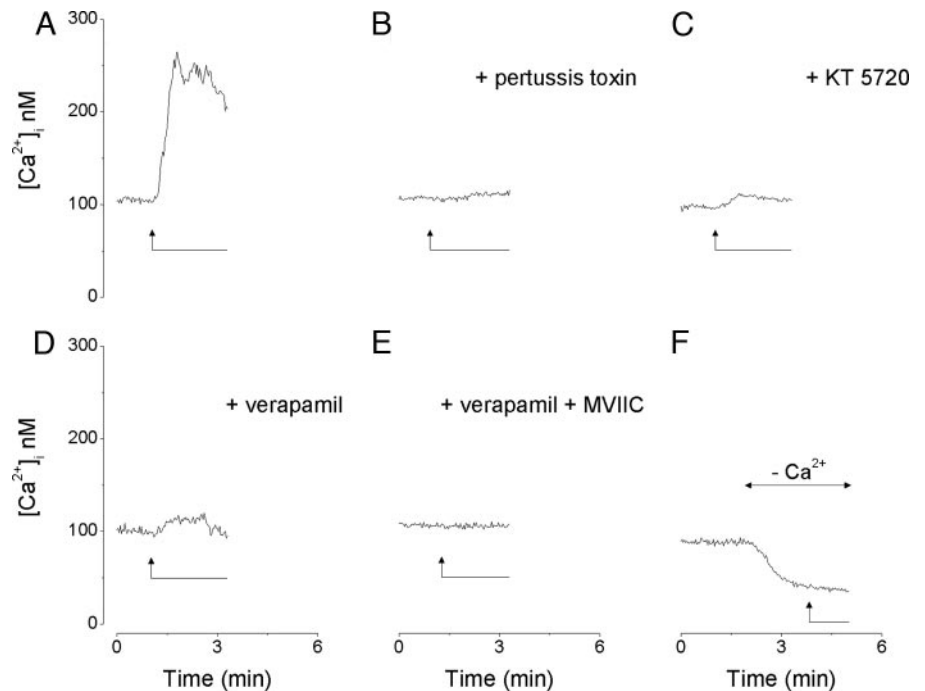 A
B
C
300
200
100
0
[Ca²⁺]ᵢ nM
+ pertussis toxin
+ KT 5720
D
E
F
300
200
100
0
[Ca²⁺]ᵢ nM
+ verapamil
+ verapamil + MVIIC
- Ca²⁺
0 3 6
0 3 6
0 3 6
Time (min)
Time (min)
Time (min)